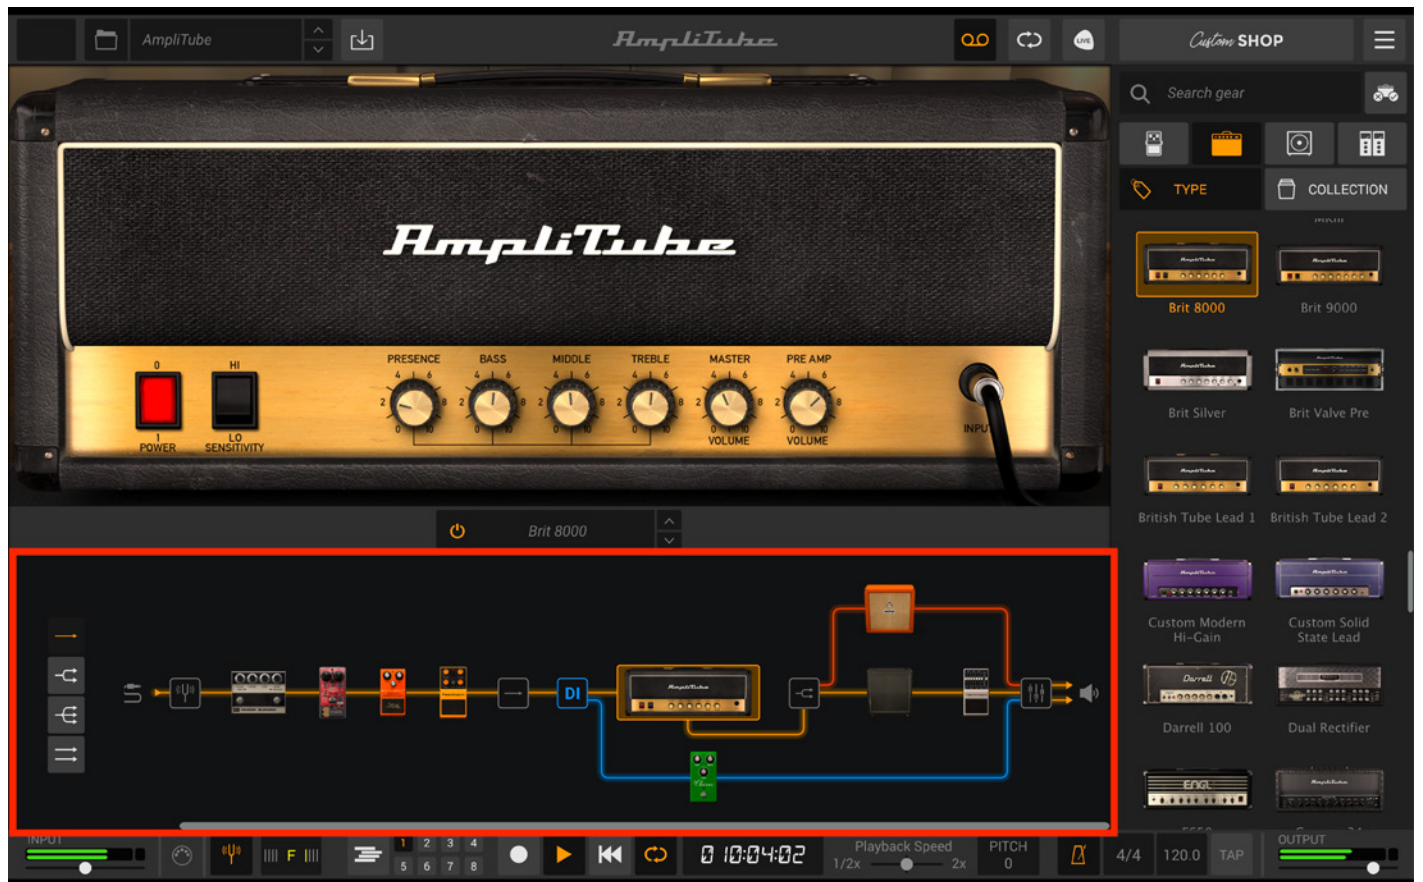 AmpliTube
AmpliTube
LIVE
Custom SHOP
Search gear
TYPE
COLLECTION
AmpliTube
Brit 8000
Brit 9000
Brit Silver
Brit Valve Pre
British Tube Lead 1
British Tube Lead 2
Custom Modern
Hi-Gain
Custom Solid
State Lead
Darrell 100
Dual Rectifier
ENGL
0
1
POWER
HI
LO
SENSITIVITY
PRESENCE
BASS
MIDDLE
TREBLE
MASTER
VOLUME
PRE AMP
VOLUME
INPUT
Brit 8000
DI
INPUT
F
1 2 3 4
5 6 7 8
0 10:04:02
Playback Speed
1/2x
2x
PITCH
0
4/4
120.0
TAP
OUTPUT